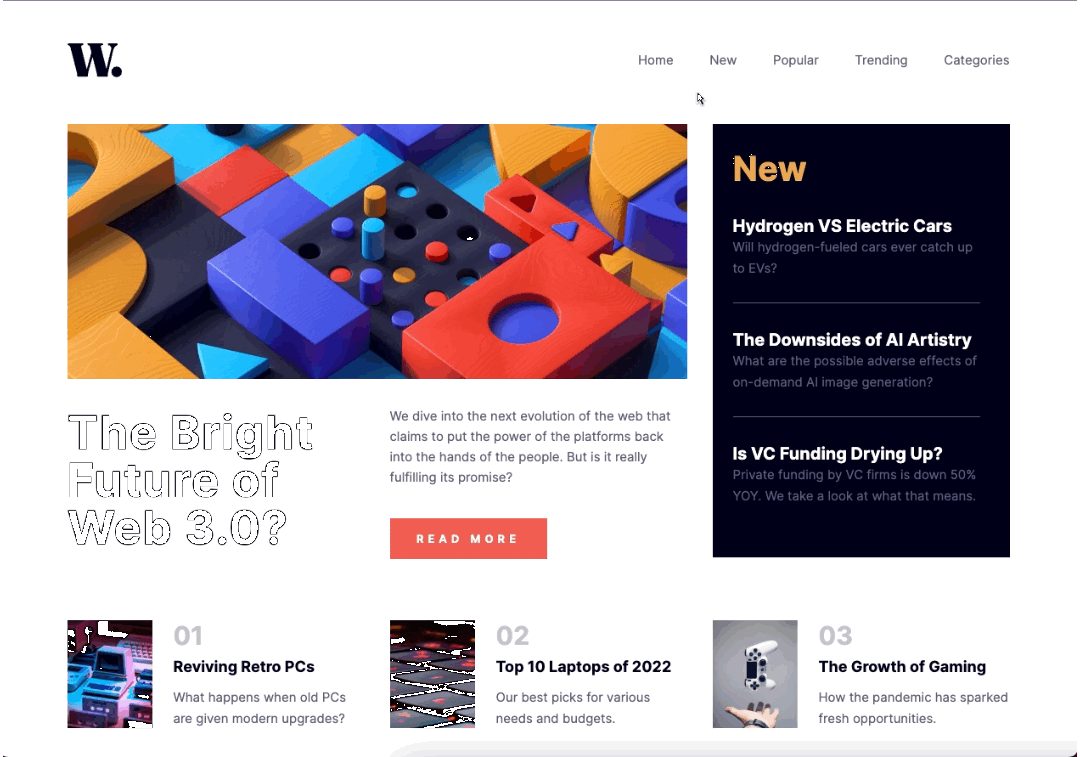 W.
Home New Popular Trending Categories
The Bright
Future of
Web 3.0?
We dive into the next evolution of the web that
claims to put the power of the platforms back
into the hands of the people. But is it really
fulfilling its promise?
READ MORE
New
Hydrogen VS Electric Cars
Will hydrogen-fueled cars ever catch up
to EVs?
The Downsides of AI Artistry
What are the possible adverse effects of
on-demand AI image generation?
Is VC Funding Drying Up?
Private funding by VC firms is down 50%
YOY. We take a look at what that means.
01
Reviving Retro PCs
What happens when old PCs
are given modern upgrades?
02
Top 10 Laptops of 2022
Our best picks for various
needs and budgets.
03
The Growth of Gaming
How the pandemic has sparked
fresh opportunities.